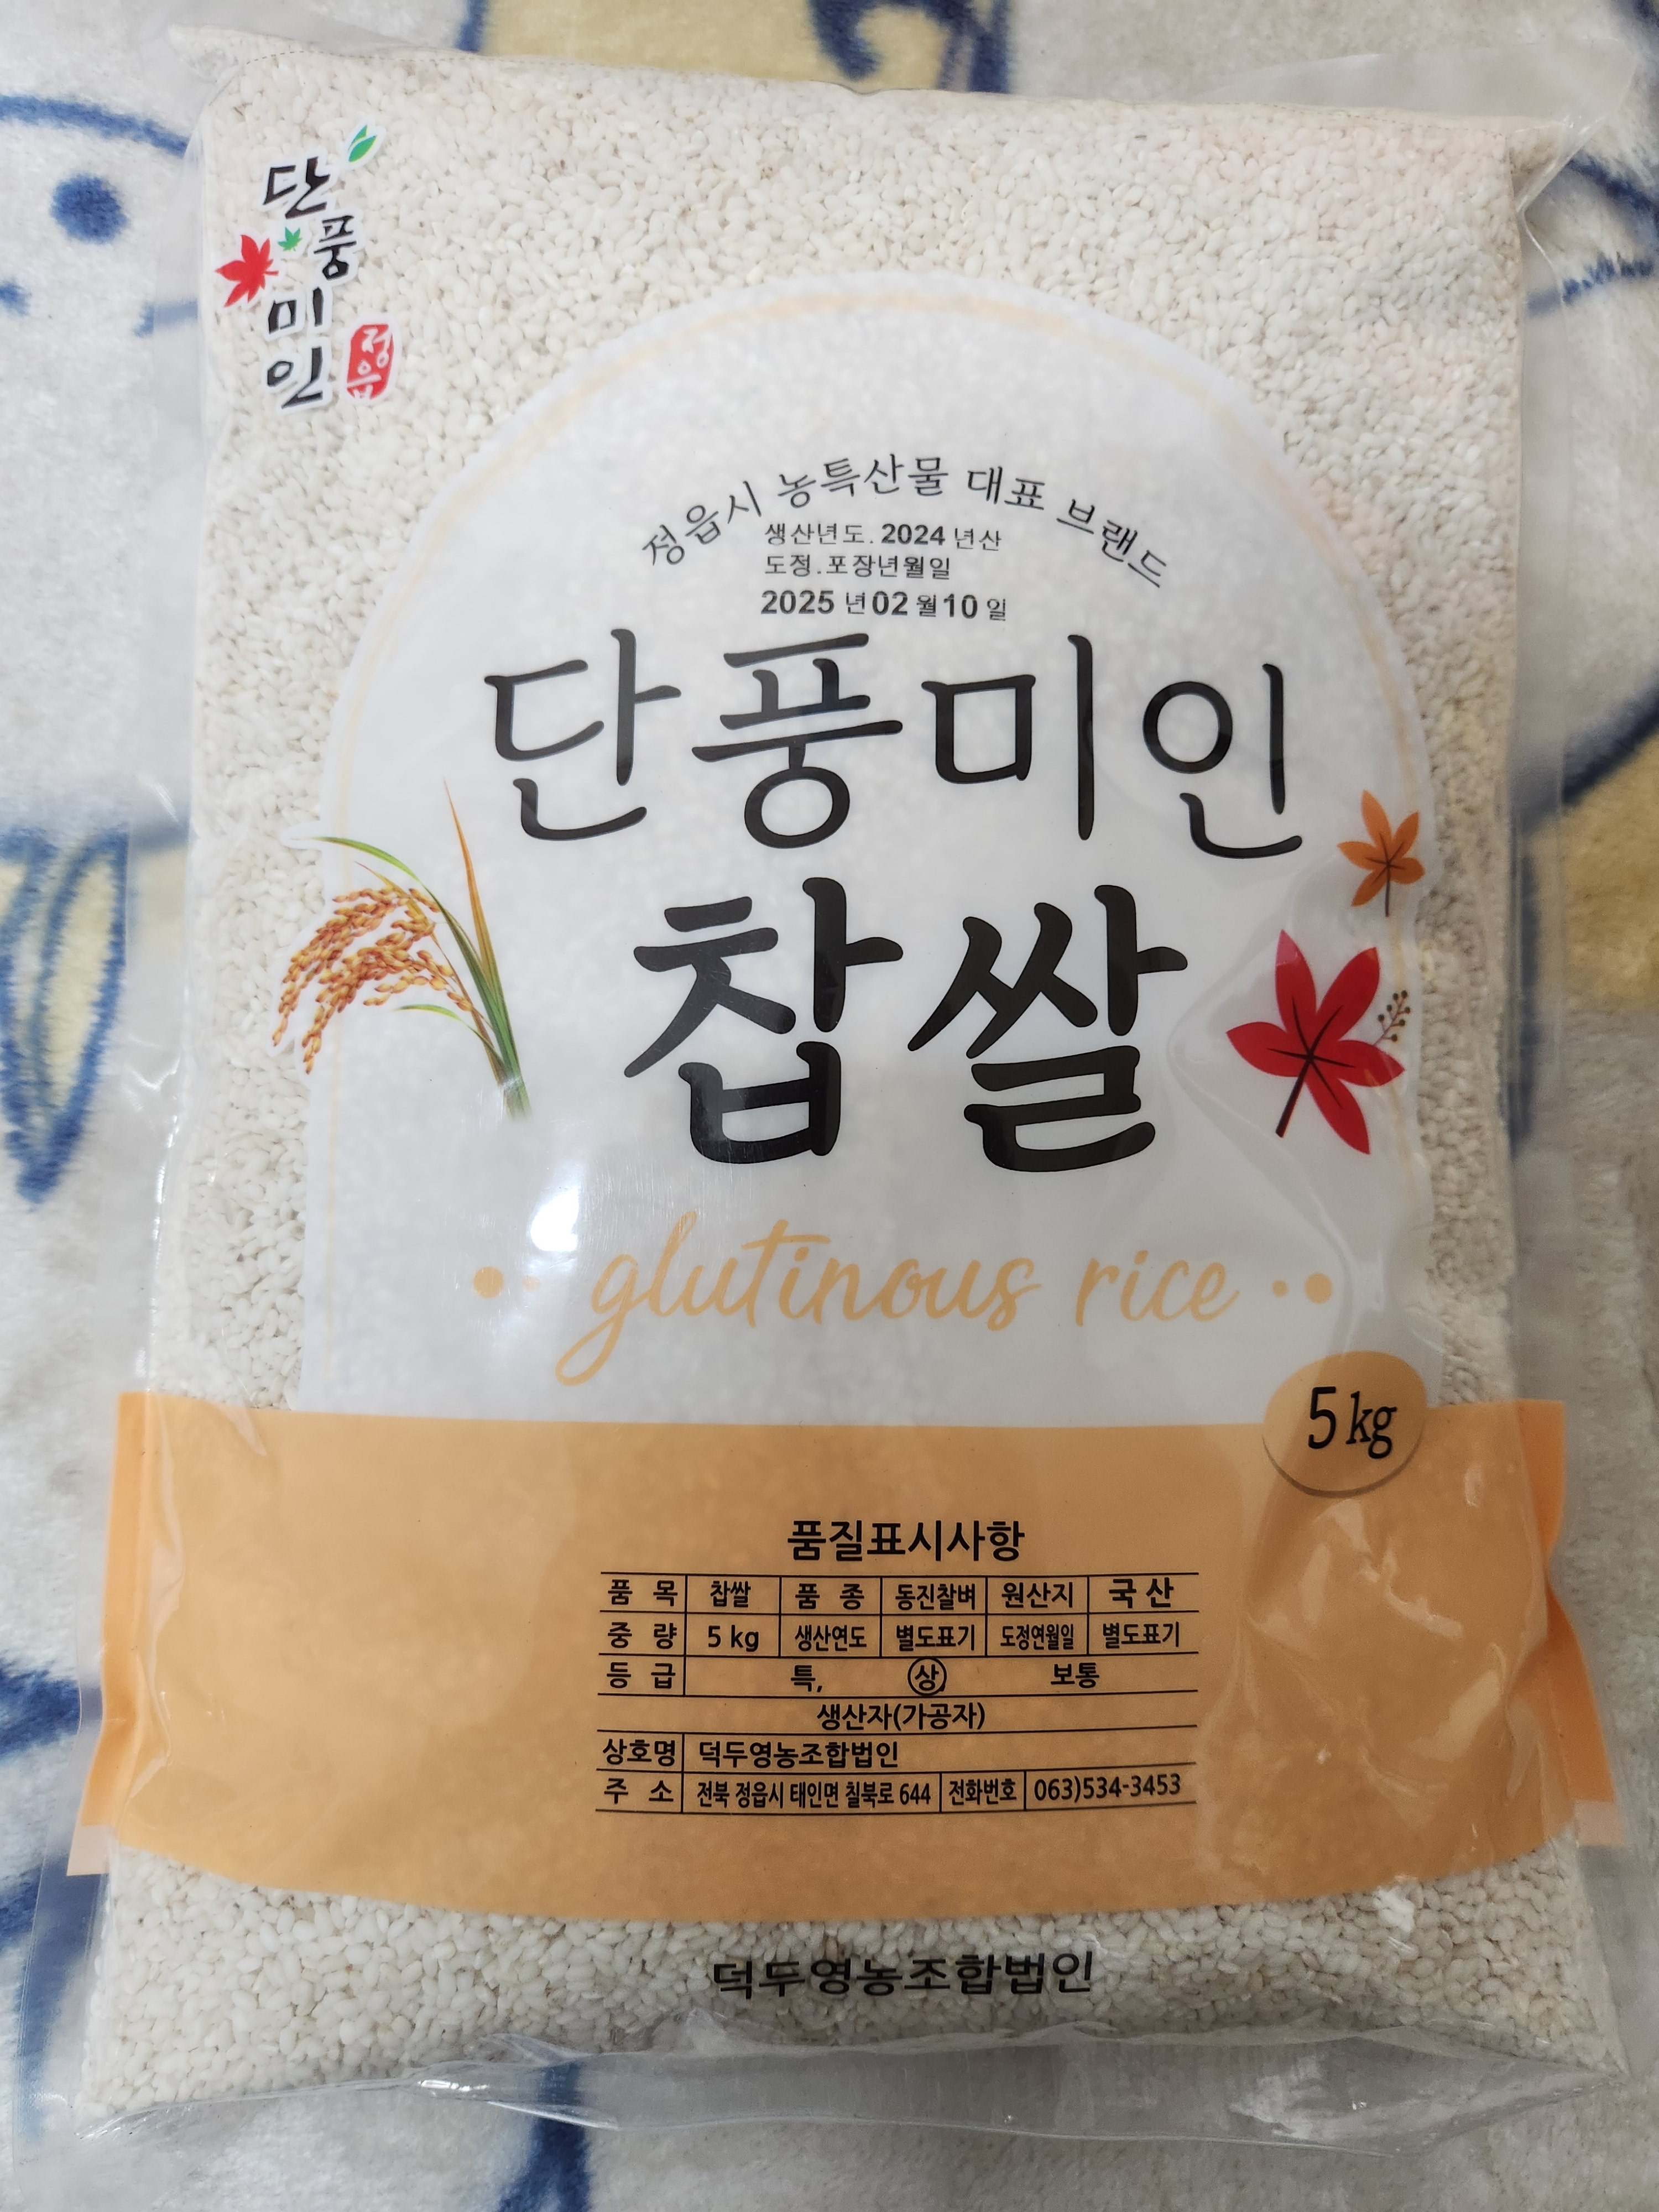 단풍미인
정읍
정읍시 농특산물 대표 브랜드
생산년도. 2024 년산
도정.포장년월일
2025 년 02 월 10 일
단풍미인
찹쌀
glutinous rice
5 kg
품질표시사항
품 목 찹쌀 품 종 동진찰벼 원산지 국 산
중 량 5 kg 생산연도 별도표기 도정연월일 별도표기
등 급 특, 상, 보통
생산자(가공자)
상호명 덕두영농조합법인
주 소 전북 정읍시 태인면 칠북로 644 전화번호 063)534-3453
덕두영농조합법인